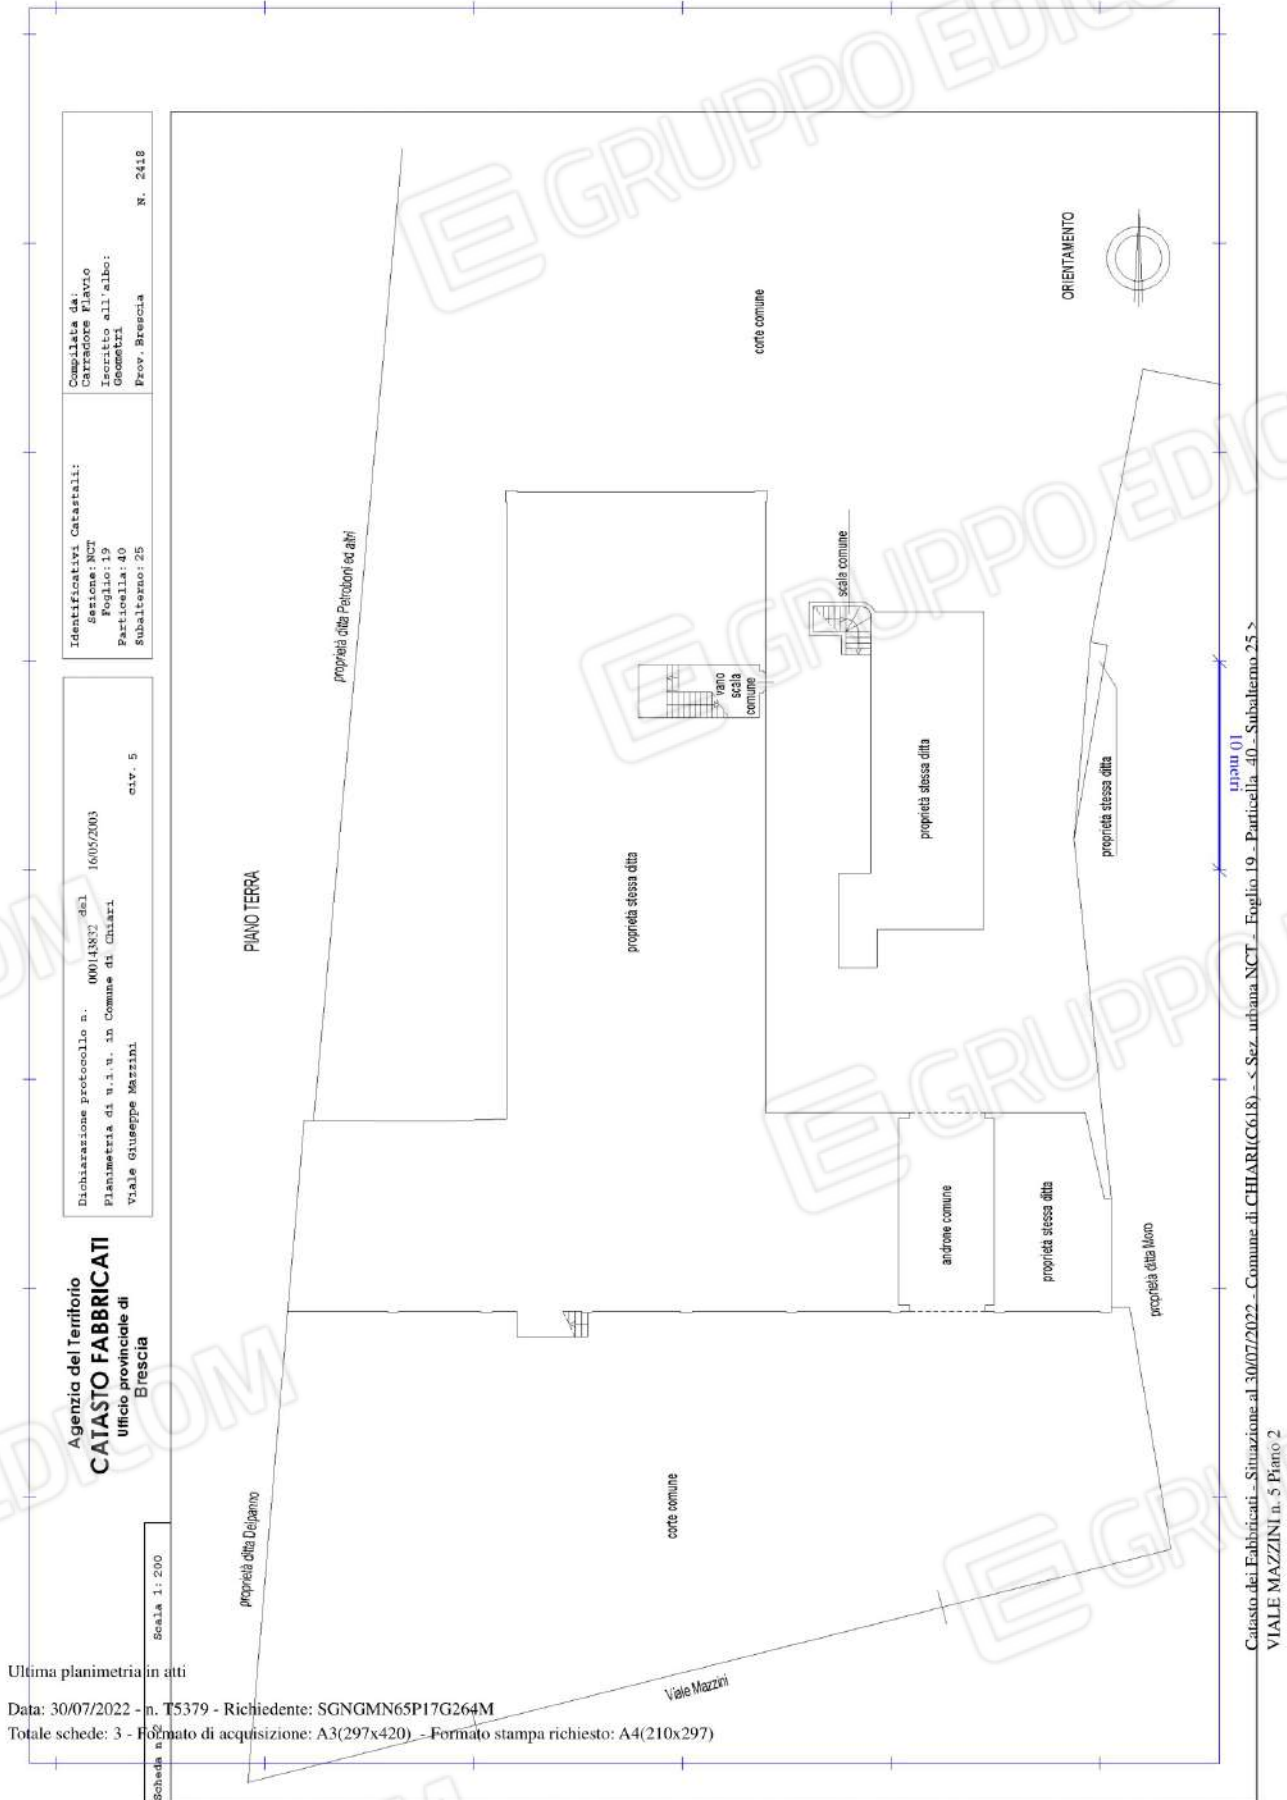 Agenzia del Territorio
CATASTO FABBRICATI
Ufficio provinciale di
Brescia
Dichiarazione protocollo n. 000143832 del 16/05/2003
Planimetria di u.i.u. in Comune di Chiari
Viale Giuseppe Mazzini civ. 5
Identificativi Catastali:
Sezione: NCT
Foglio: 19
Particella: 40
Subalterno: 25
Compilata da:
Carradore Flavio
Iscritto all'albo:
Geometri
Prov. Brescia N. 2418
Scheda n. 2 Scala 1: 200
PIANO TERRA
proprietà ditta Delpanno
proprietà ditta Petroboni ed altri
corte comune
proprietà stessa ditta
vano
scala
comune
corte comune
scala comune
proprietà stessa ditta
androne comune
proprietà stessa ditta
proprietà stessa ditta
proprietà ditta Moro
Viale Mazzini
ORIENTAMENTO
10 metri
Catasto dei Fabbricati - Situazione al 30/07/2022 - Comune di CHIARI(C618) - < Sez. urbana NCT - Foglio 19 - Particella 40 - Subalterno 25 >
VIALE MAZZINI n. 5 Piano 2
Ultima planimetria in atti
Data: 30/07/2022 - n. T5379 - Richiedente: SGNGMN65P17G264M
Totale schede: 3 - Formato di acquisizione: A3(297x420) - Formato stampa richiesto: A4(210x297)
GRUPPO EDICOM
GRUPPO EDICOM
GRUPPO EDICOM